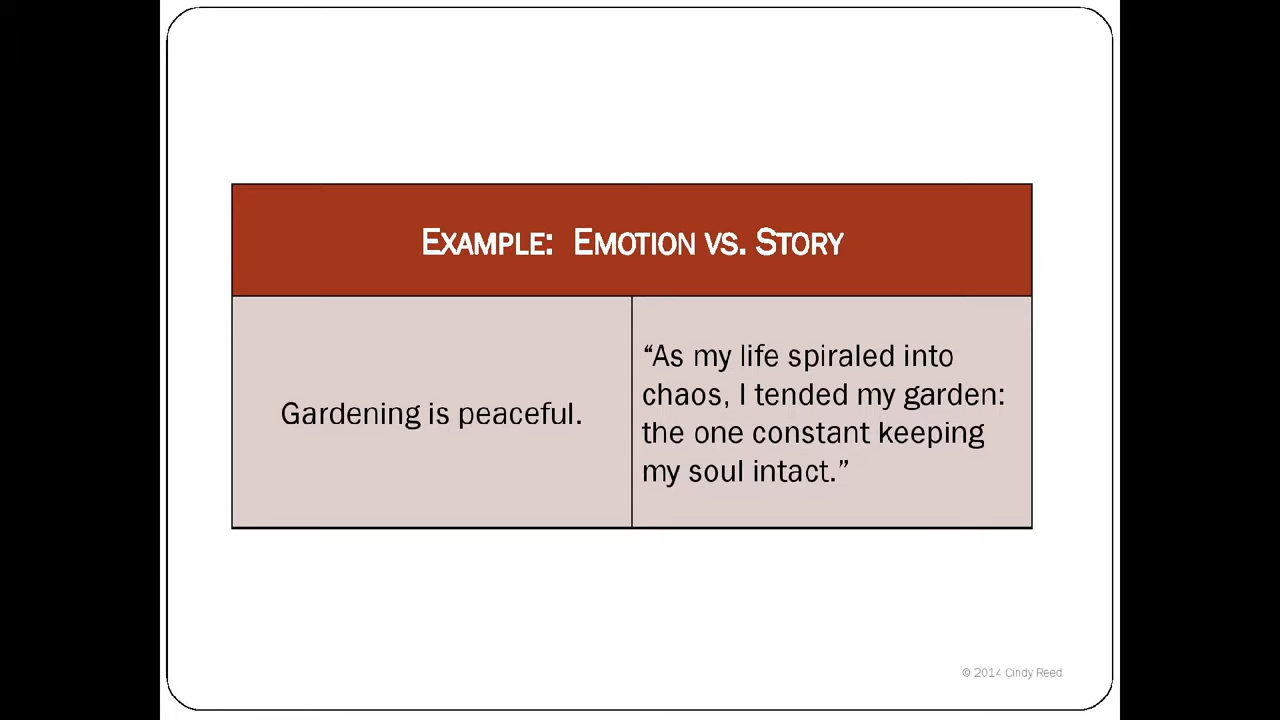 EXAMPLE: EMOTION VS. STORY
Gardening is peaceful.
“As my life spiraled into
chaos, I tended my garden:
the one constant keeping
my soul intact.”
© 2014 Cindy Reed